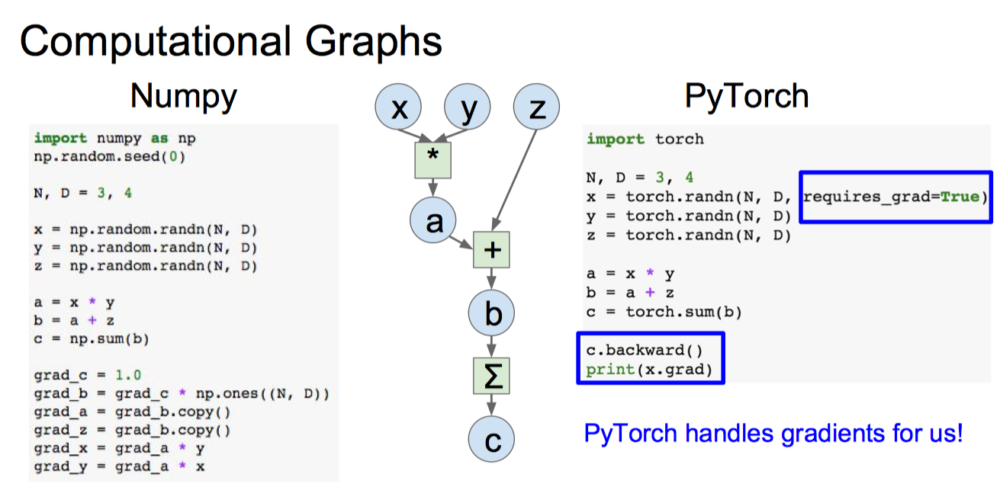 Computational Graphs
Numpy
import numpy as np
np.random.seed(0)
N, D = 3, 4
x = np.random.randn(N, D)
y = np.random.randn(N, D)
z = np.random.randn(N, D)
a = x * y
b = a + z
c = np.sum(b)
grad_c = 1.0
grad_b = grad_c * np.ones((N, D))
grad_a = grad_b.copy()
grad_z = grad_b.copy()
grad_x = grad_a * y
grad_y = grad_a * x
x y z
*
a
+
b
Σ
c
PyTorch
import torch
N, D = 3, 4
x = torch.randn(N, D, requires_grad=True)
y = torch.randn(N, D)
z = torch.randn(N, D)
a = x * y
b = a + z
c = torch.sum(b)
c.backward()
print(x.grad)
PyTorch handles gradients for us!